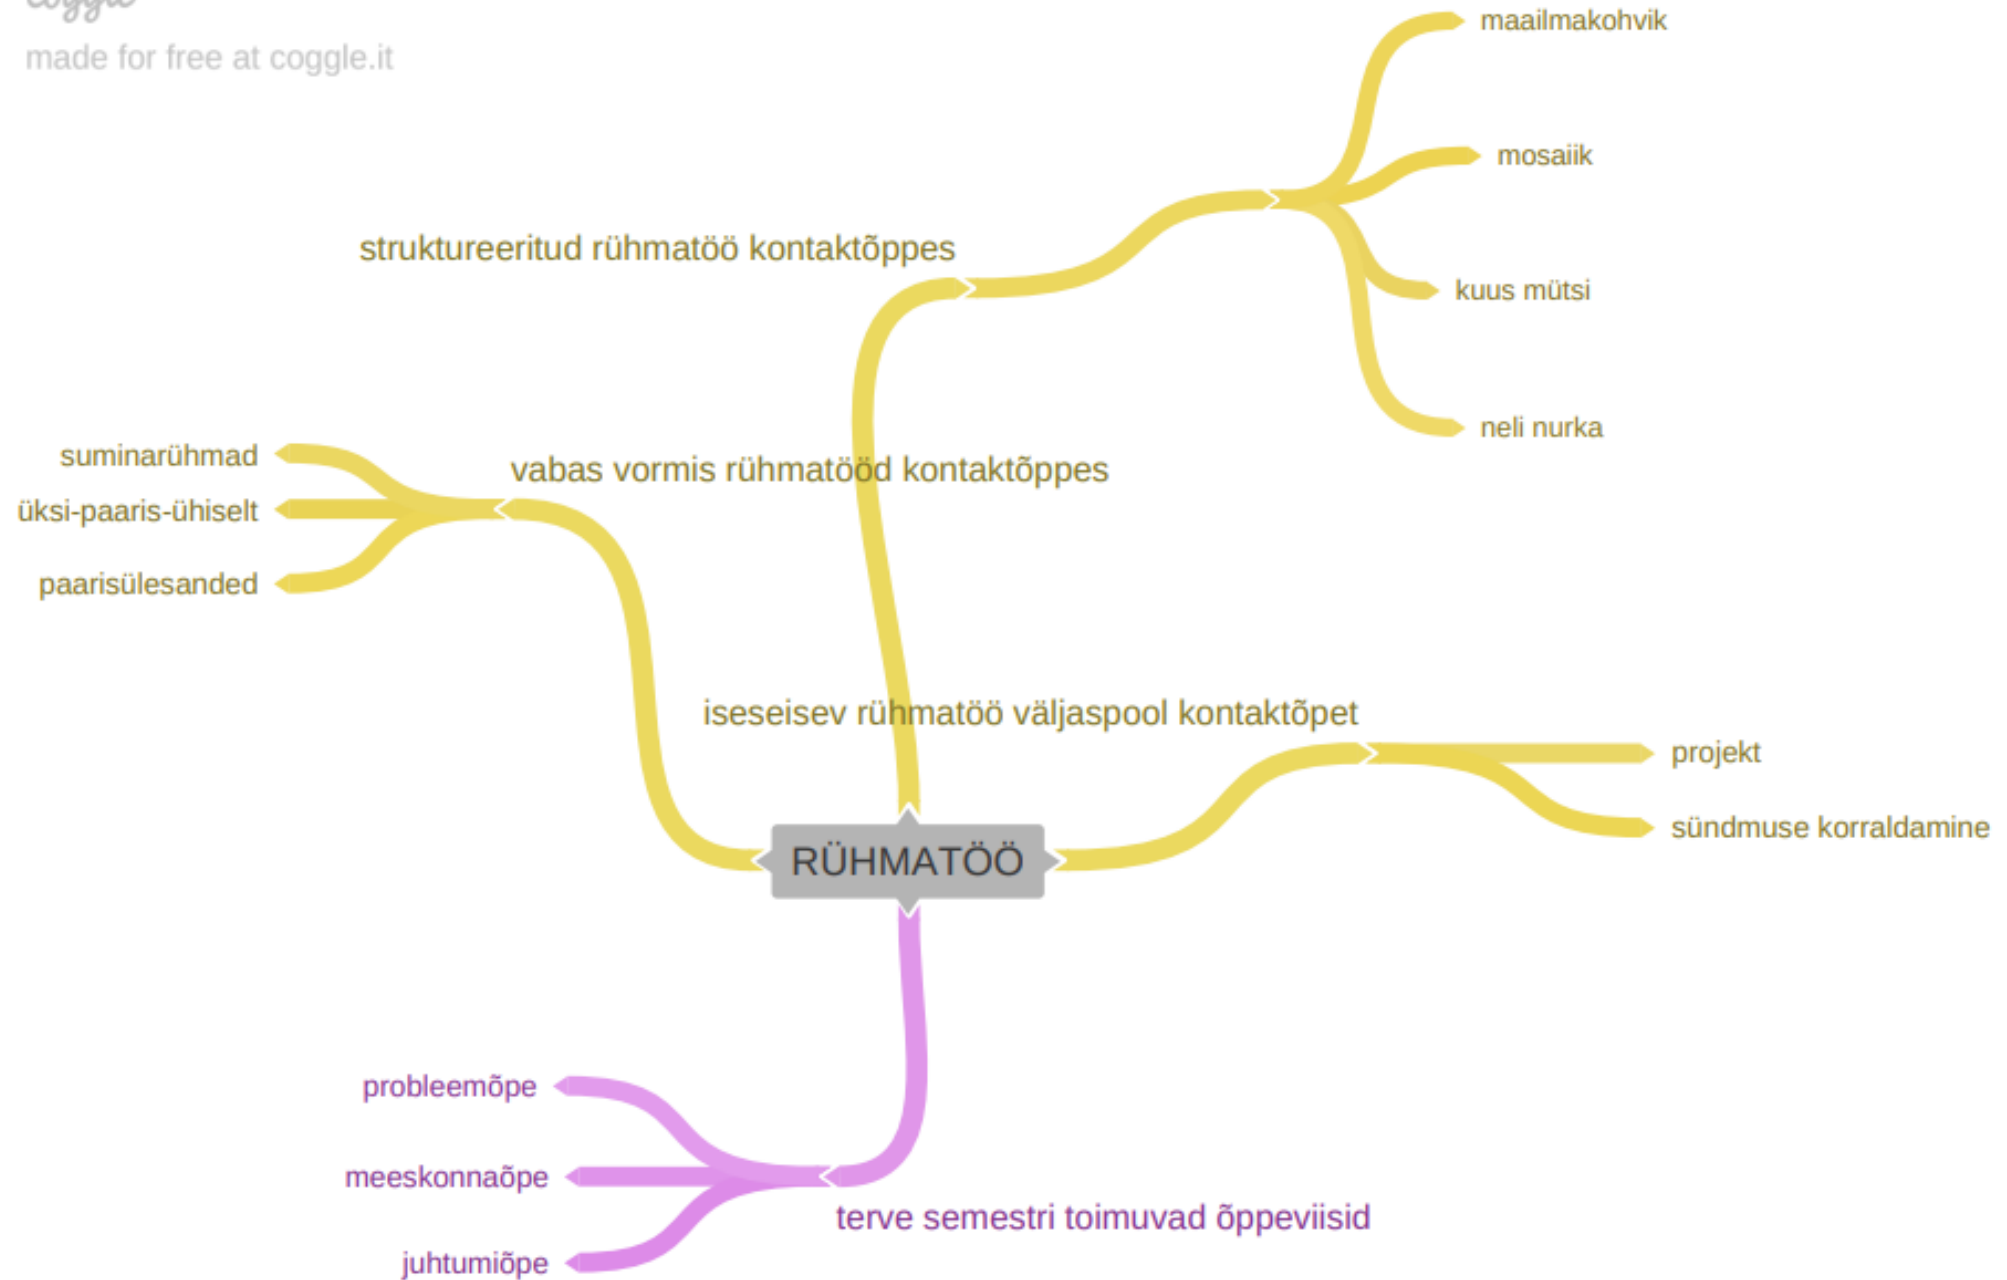 coggle
made for free at coggle.it
maailmakohvik
mosaiik
struktureeritud rühmatöö kontaktõppes
kuus mütsi
neli nurka
vabas vormis rühmatööd kontaktõppes
suminarühmad
üksi-paaris-ühiselt
paarisülesanded
iseseisev rühmatöö väljaspool kontaktõpet
projekt
sündmuse korraldamine
RÜHMATÖÖ
probleemõpe
meeskonnaõpe
juhtumiõpe
terve semestri toimuvad õppeviisid